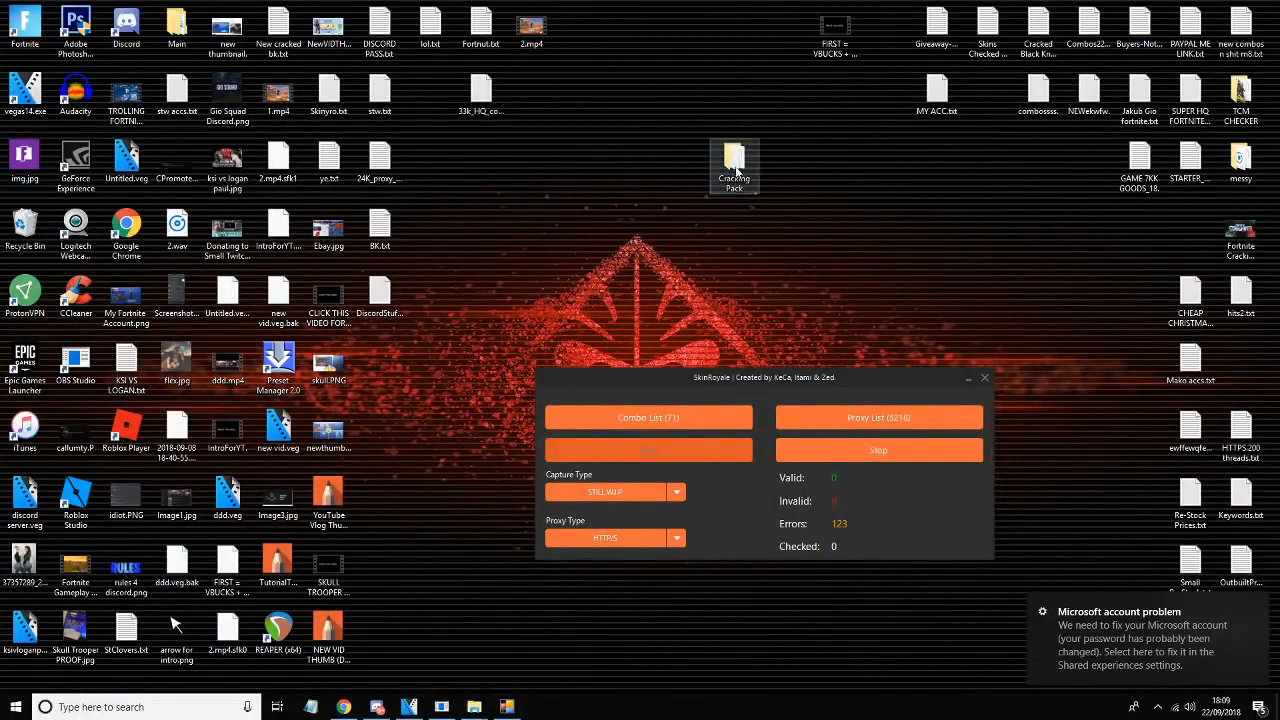 Fortnite
Adobe
Photosh...
Discord
Main
new
thumbnail.
New cracked
bk.txt
NewVIDTH...
DISCORD
PASS.txt
lol.txt
Fortnut.txt
2.mp4
FIRST =
VBUCKS + ...
Giveaway-...
Skins
Checked ...
Cracked
Black Kn...
Combos22...
Buyers-Not...
PAYPAL ME
LINK.txt
new combos
n shit m8.txt
vegas14.exe
Audacity
TROLLING
FORTNI...
stw accs.txt
Gio Squad
Discord.png
1.mp4
Skinyro.txt
stw.txt
33k_HQ_co...
MY ACC.txt
combossss.
NEWekwfw.
Jakub Gio
fortnite.txt
SUPER HQ
FORTNITE...
TCM
CHECKER
img.jpg
GeForce
Experience
Untitled.veg
CPromote...
ksi vs logan
paul.jpg
2.mp4.sfk1
ye.txt
24K_proxy_...
Cracking
Pack
GAME 7KK
GOODS_18.
STARTER_...
messy
Recycle Bin
Logitech
Webca...
Google
Chrome
2.wav
Donating to
Small Twitc...
IntroForYT...
Ebay.jpg
BK.txt
Fortnite
Cracki...
ProtonVPN
CCleaner
My Fortnite
Account.png
Screenshot...
Untitled.ve...
new
vid.veg.bak
CLICK THIS
VIDEO FOR...
DiscordStuf...
CHEAP
CHRISTMA...
hits2.txt
Epic Games
Launcher
OBS Studio
KSI VS
LOGAN.txt
flex.jpg
ddd.mp4
Preset
Manager 2.0
skull.PNG
Mako accs.txt
SkinRoyale | Created by KeCa, Itami & Zed.
Combo List (71)
Proxy List (5216)
Stop
Capture Type
STILL W.I.P
Valid: 0
Invalid:
Proxy Type
Errors: 123
HTTP/S
Checked: 0
iTunes
callumty.P
Roblox Player
2018-09-08
18-40-55...
IntroForYT...
new vid.veg
newthumb...
ewffewqfe...
HTTPS 200
threads.txt
discord
server.veg
Roblox
Studio
idiot.PNG
Image1.jpg
ddd.veg
Image3.jpg
YouTube
Vlog Thu...
Re-Stock
Prices.txt
Keywords.txt
37357289_2...
Fortnite
Gameplay ...
rules 4
discord.png
ddd.veg.bak
FIRST =
VBUCKS + ...
TutorialT...
SKULL
TROOPER ...
Small
OutbuiltPr...
ksivloganp...
Skull Trooper
PROOF.jpg
StClovers.txt
arrow for
intro.png
2.mp4.sfk0
REAPER (x64)
NEW VID
THUMB (D...
Microsoft account problem
We need to fix your Microsoft account
(your password has probably been
changed). Select here to fix it in the
Shared experiences settings.
Type here to search
18:09
22/09/2018